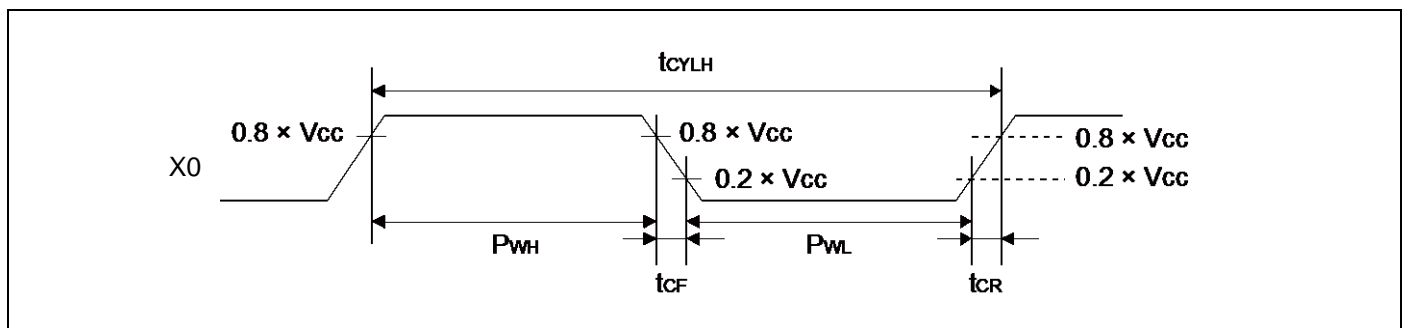 tCYLH
0.8 × Vcc
0.8 × Vcc
0.8 × Vcc
X0
0.2 × Vcc
0.2 × Vcc
PWH
PWL
tCF
tCR